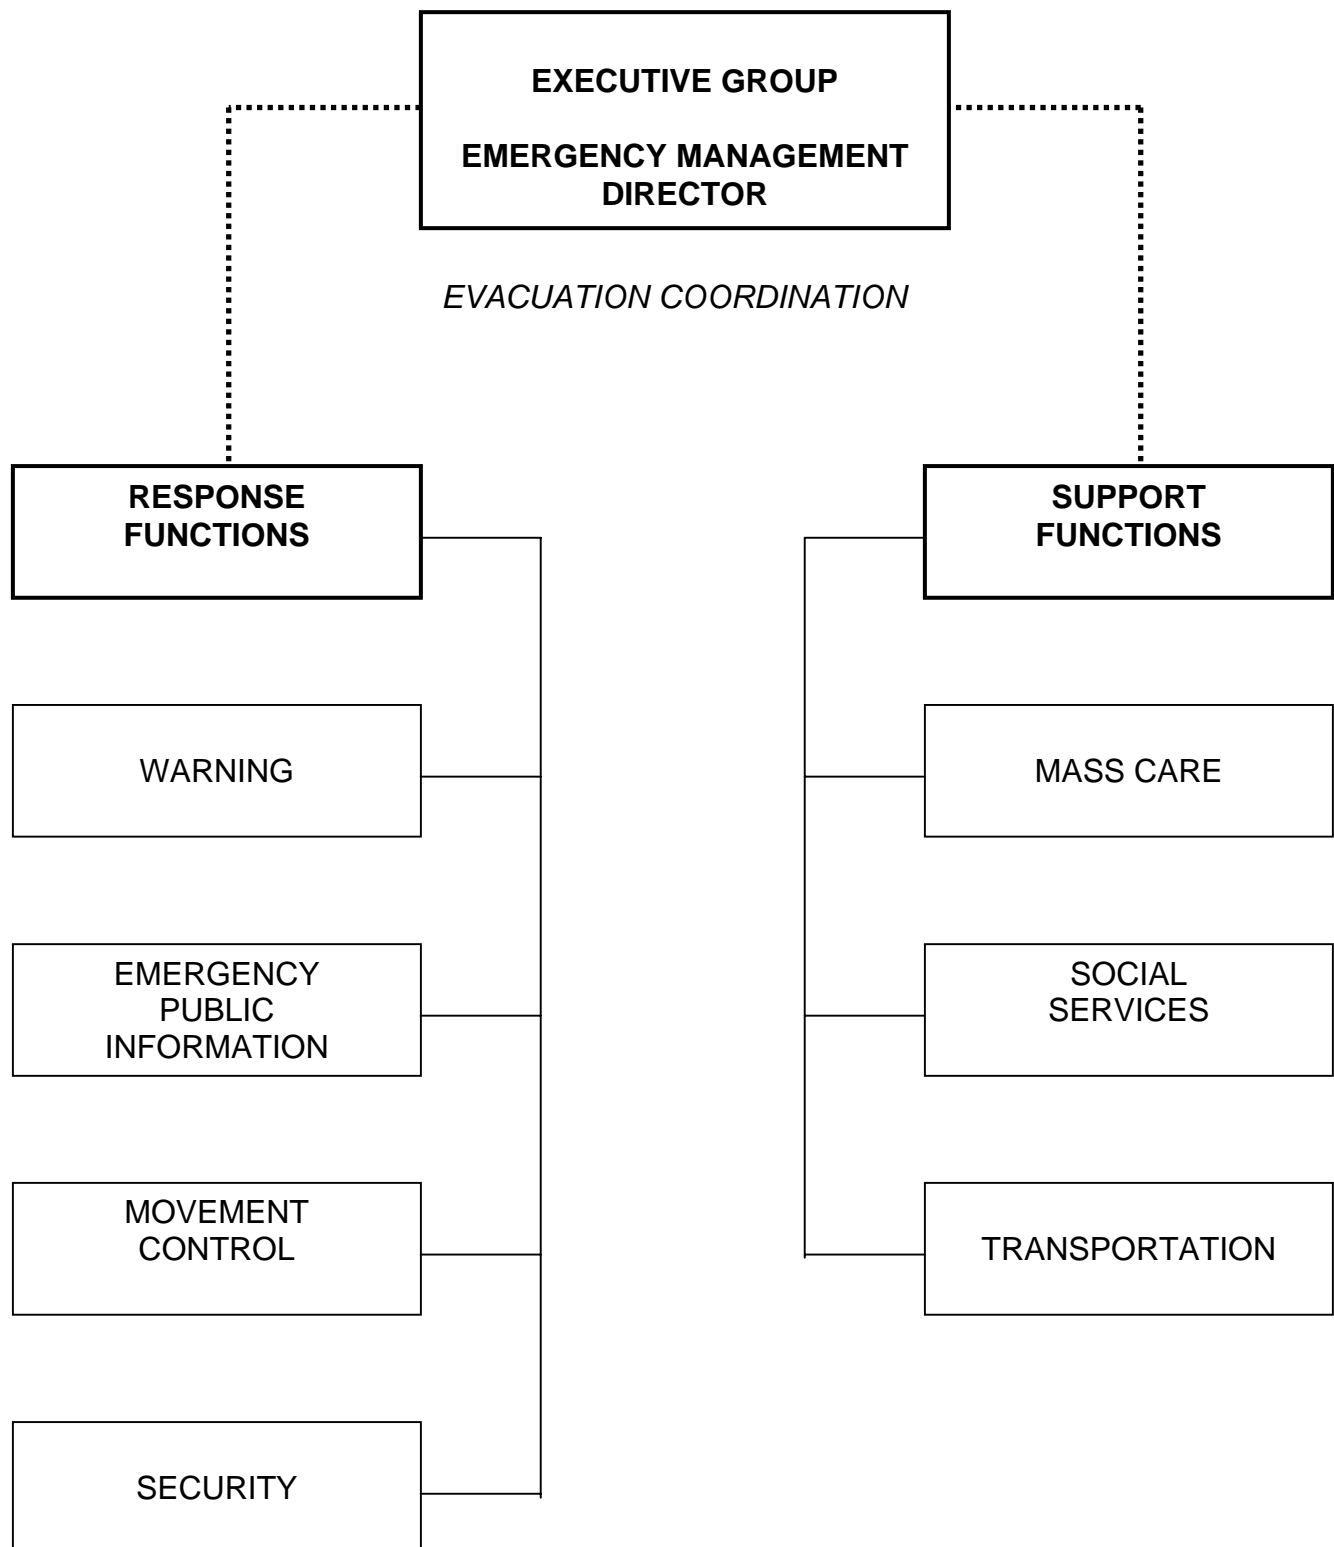 EXECUTIVE GROUP
EMERGENCY MANAGEMENT
DIRECTOR
EVACUATION COORDINATION
RESPONSE
FUNCTIONS
SUPPORT
FUNCTIONS
WARNING
MASS CARE
EMERGENCY
PUBLIC
INFORMATION
SOCIAL
SERVICES
MOVEMENT
CONTROL
TRANSPORTATION
SECURITY